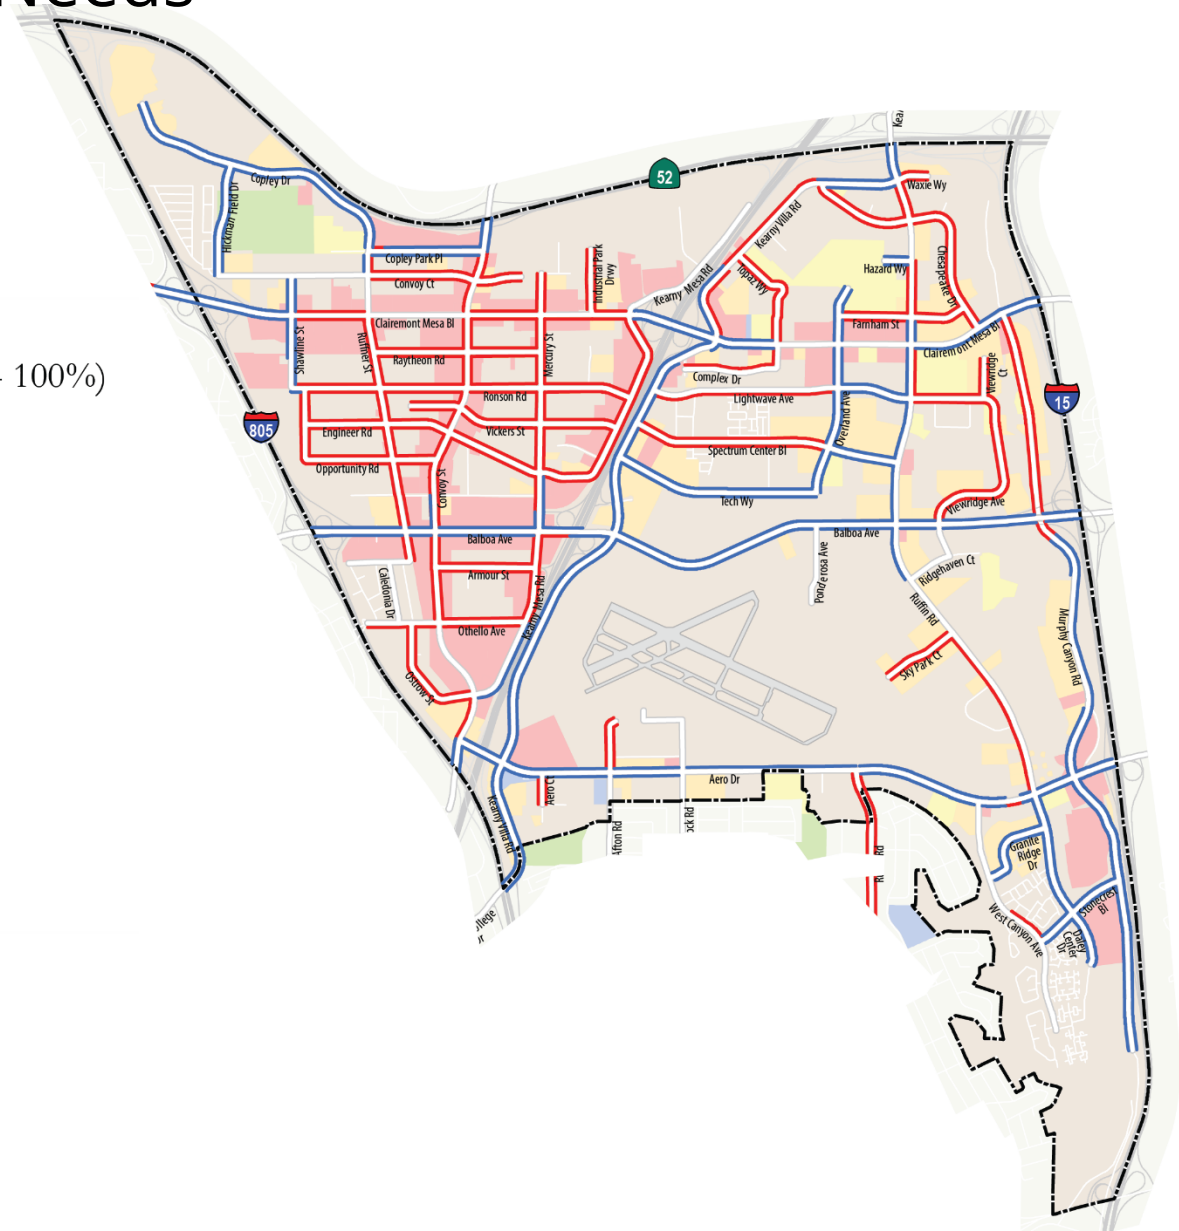 Needs
52
Copley Dr
Hickman Field Dr
Waxie Wy
Kearny Villa Rd
Copley Park Pl
Convoy Ct
Industrial Park
Drwy
Kearny Mesa Rd
Topaz Wy
Hazard Wy
Chesapeake Dr
Clairemont Mesa Bl
Farnham St
Clairemont Mesa Bl
Shawline St
Ruffner St
Raytheon Rd
Mercury St
Viewridge
Ct
100%)
Complex Dr
Ronson Rd
Lightwave Ave
15
805
Engineer Rd
Vickers St
Overland Ave
Opportunity Rd
Spectrum Center Bl
Convoy St
Tech Wy
Viewridge Ave
Balboa Ave
Balboa Ave
Ponderosa Ave
Ridgehaven Ct
Caledonia Dr
Armour St
Kearny Mesa Rd
Ruffin Rd
Othello Ave
Murphy Canyon Rd
Sky Park Ct
Ostrow St
Aero Dr
Aero Ct
Kearny Villa Rd
Afton Rd
ock Rd
Rd
Granite
Ridge
Dr
Stonecrest
Bl
West Canyon Ave
Daley
Center
Dr
llege